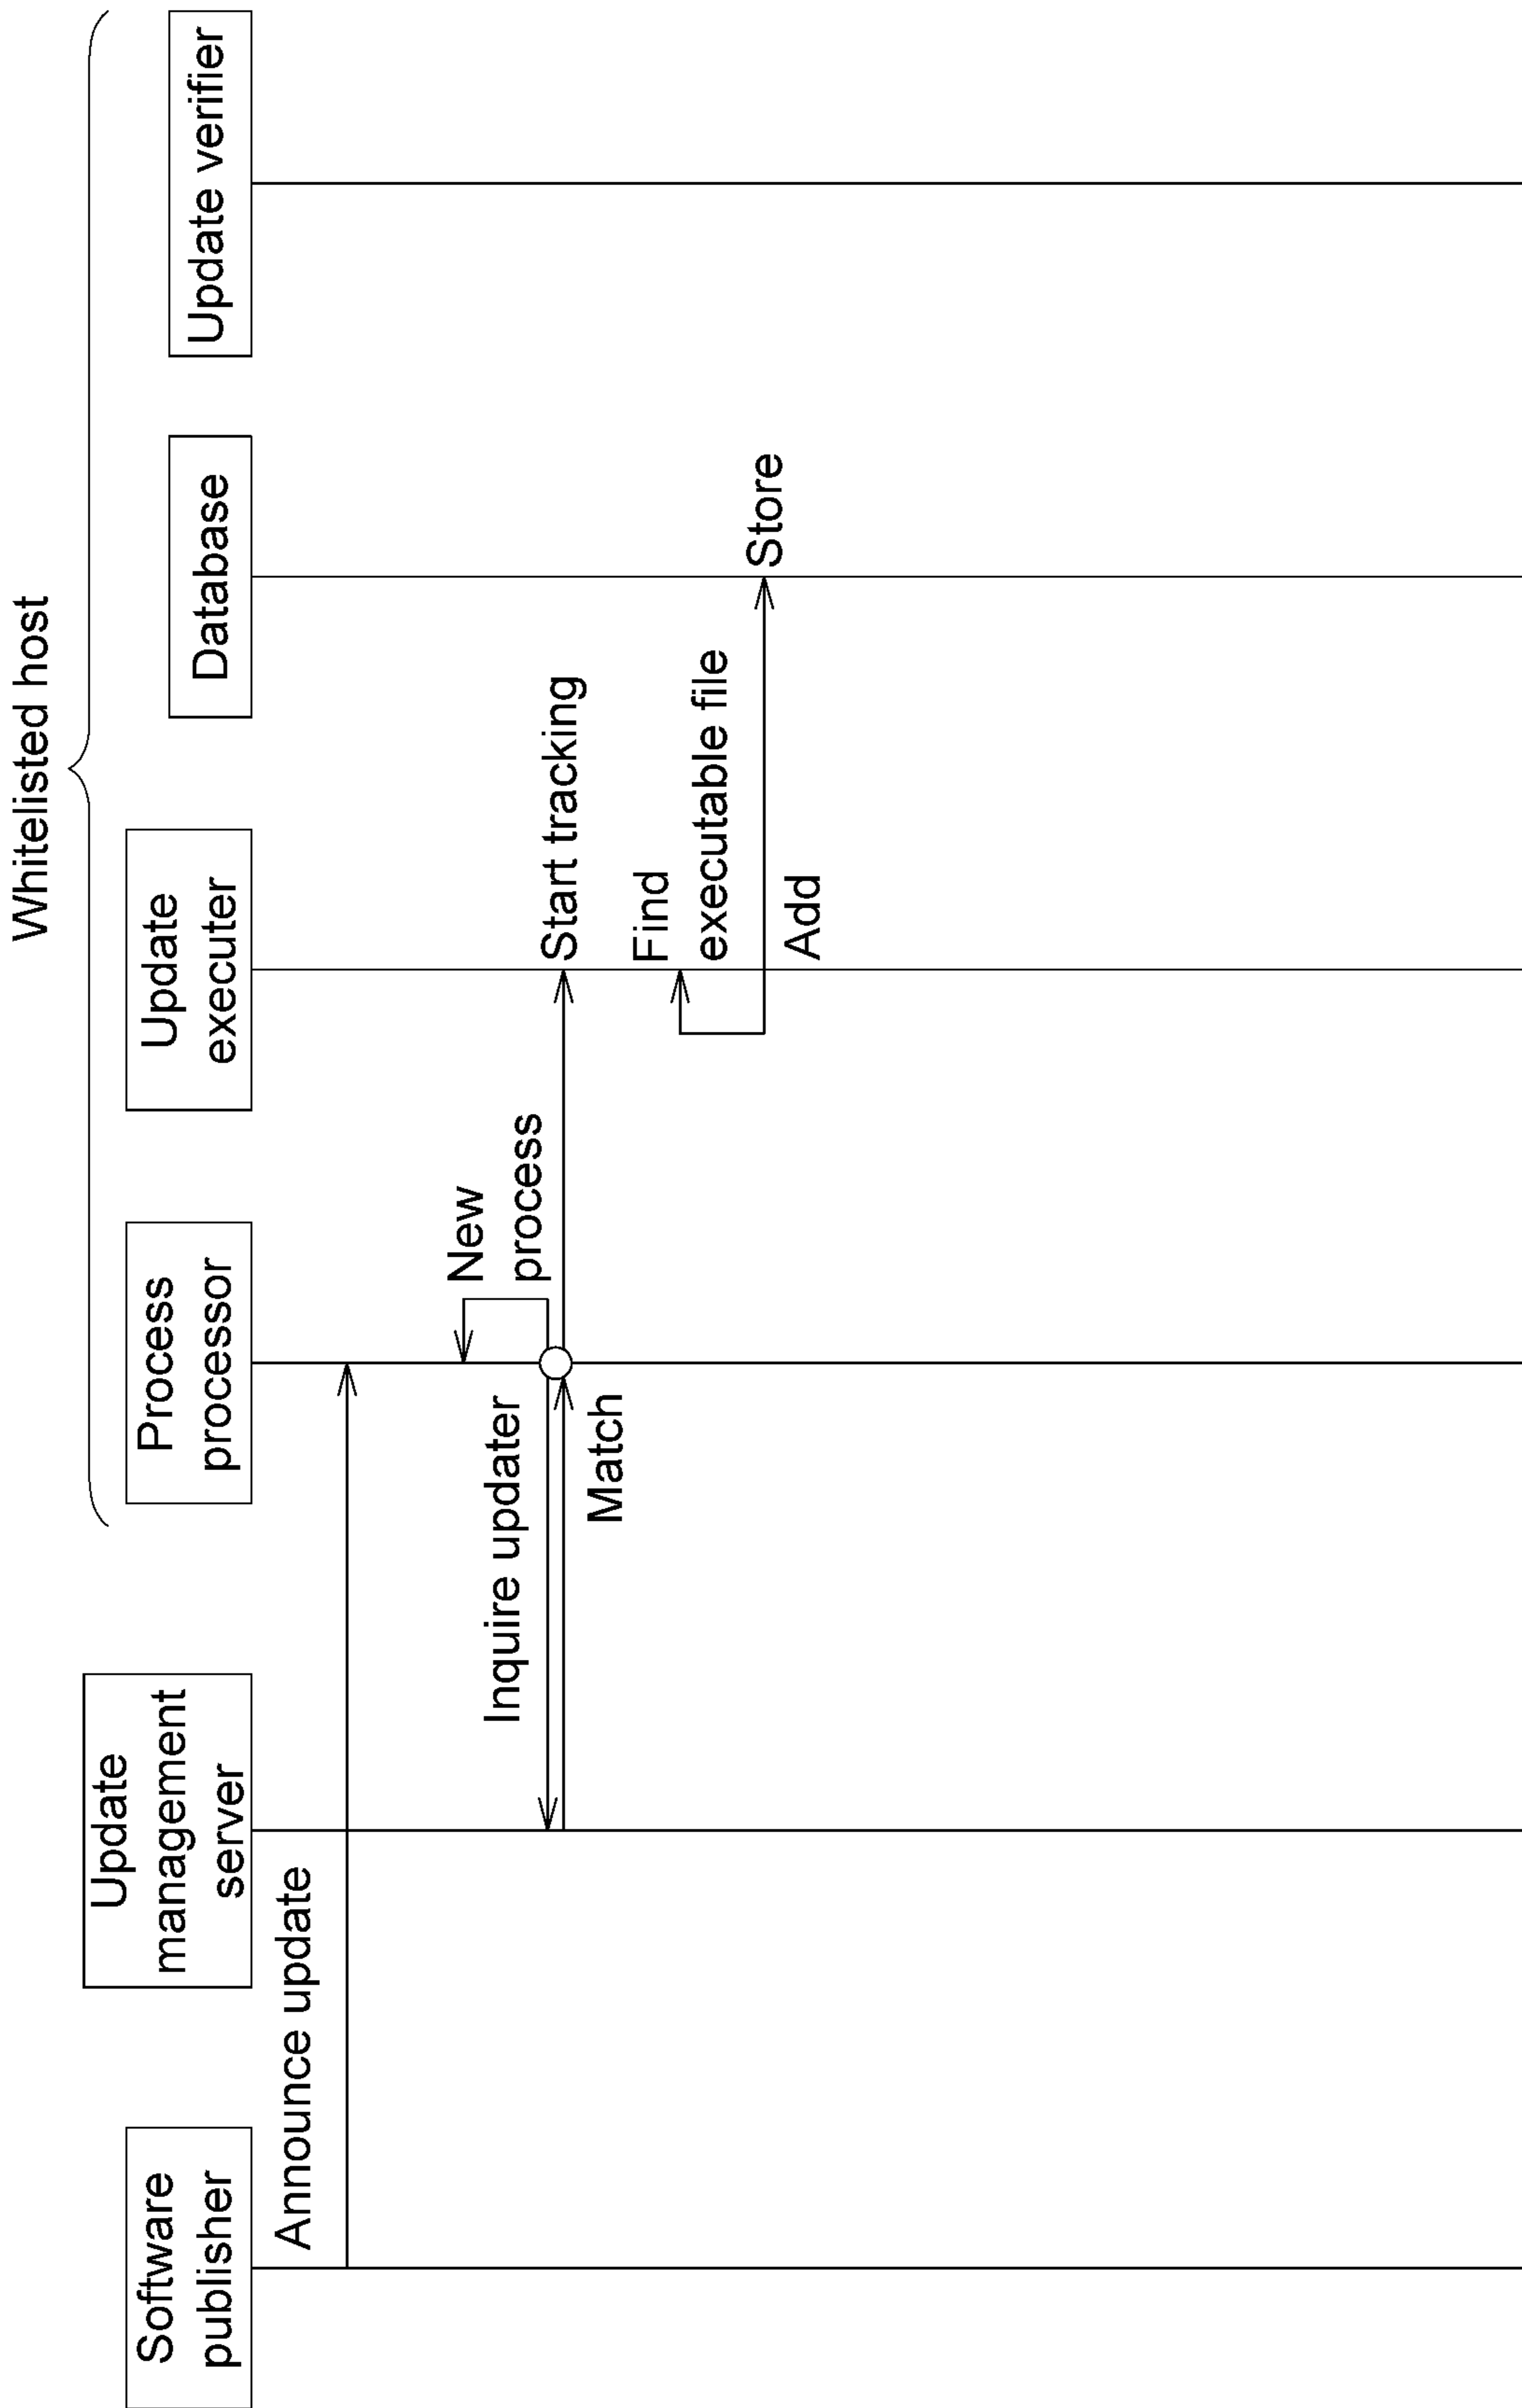 Whitelisted host
Software
publisher
Update
management
server
Process
processor
Update
executer
Database
Update verifier
Announce update
New
process
Inquire updater
Match
Start tracking
Find
executable file
Add
Store